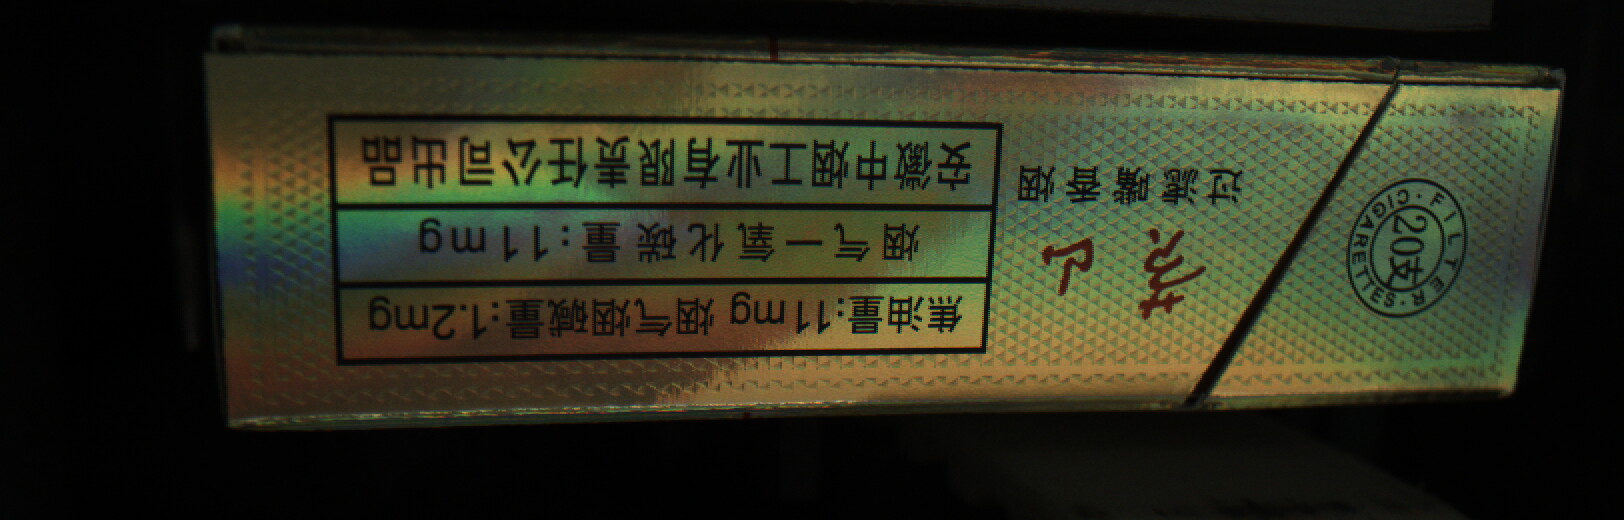 焦油量:11mg 烟气烟碱量:1.2mg
烟气一氧化碳量:11mg
安徽中烟工业有限责任公司出品
黄山
过滤嘴香烟
FILTER·CIGARETTES·
20支